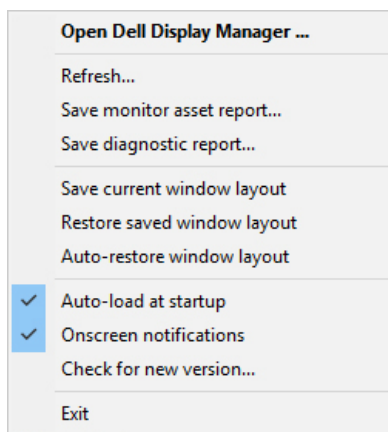 Open Dell Display Manager ...
Refresh...
Save monitor asset report...
Save diagnostic report...
Save current window layout
Restore saved window layout
Auto-restore window layout
Auto-load at startup
Onscreen notifications
Check for new version...
Exit